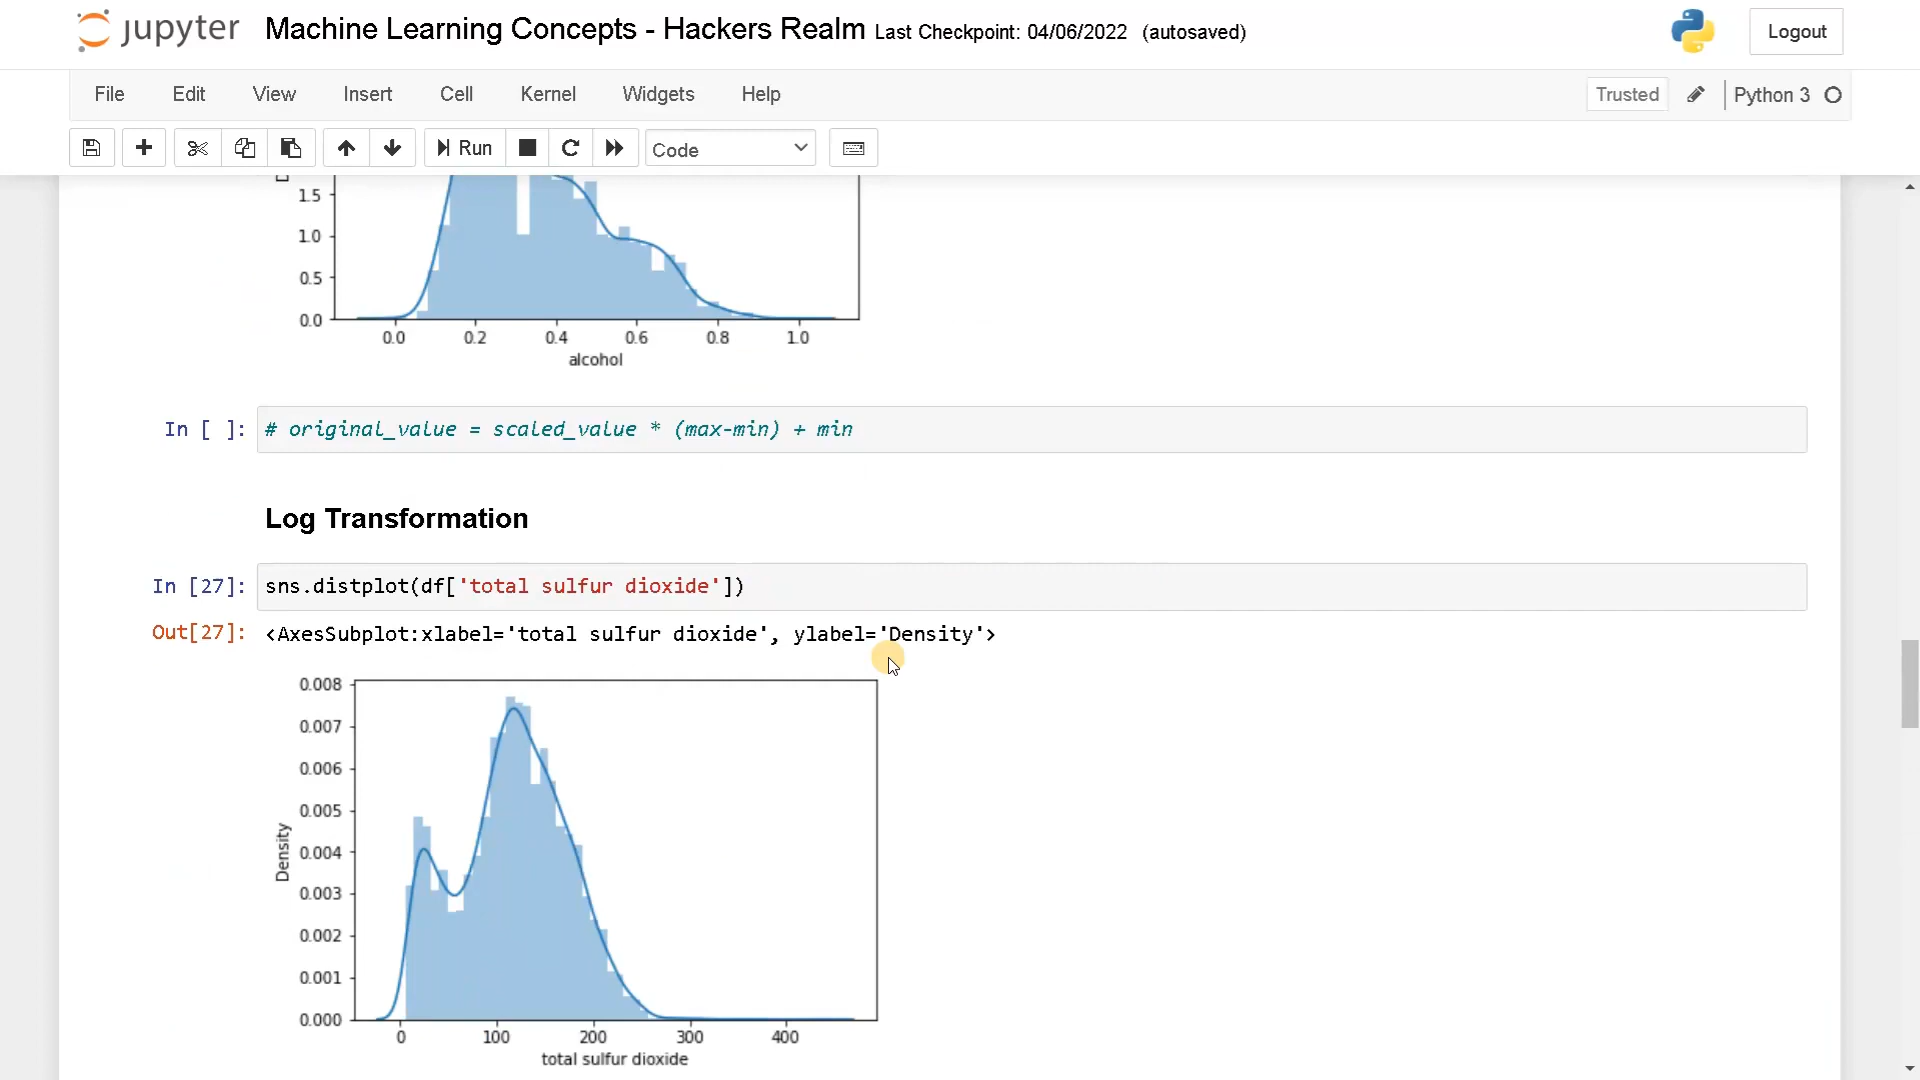 jupyter Machine Learning Concepts - Hackers Realm Last Checkpoint: 04/06/2022 (autosaved) Logout
File Edit View Insert Cell Kernel Widgets Help Trusted Python 3
Run Code
1.5
1.0
0.5
0.0
0.0 0.2 0.4 0.6 0.8 1.0
alcohol
In [ ]: # original_value = scaled_value * (max-min) + min
Log Transformation
In [27]: sns.distplot(df['total sulfur dioxide'])
Out[27]: <AxesSubplot:xlabel='total sulfur dioxide', ylabel='Density'>
0.008
0.007
0.006
0.005
Density
0.004
0.003
0.002
0.001
0.000
0 100 200 300 400
total sulfur dioxide